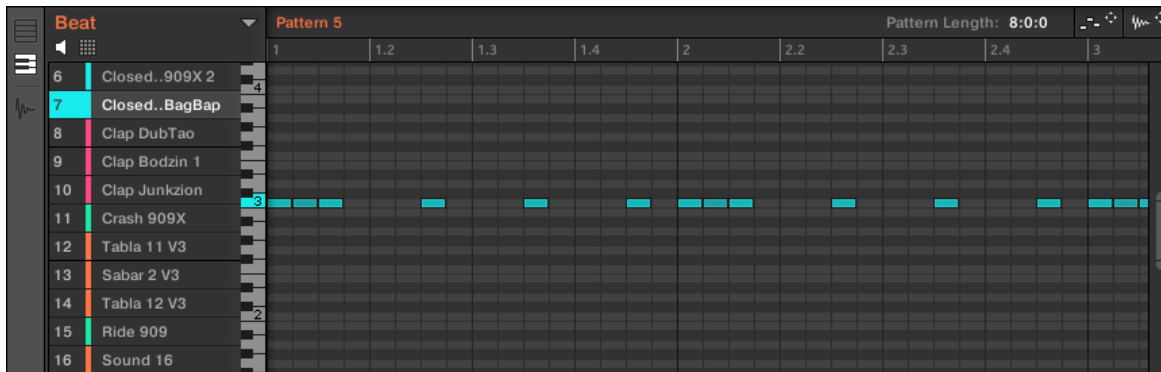 Beat
Pattern 5
Pattern Length: 8:0:0
1 1.2 1.3 1.4 2 2.2 2.3 2.4 3
6 Closed..909X 2
4
7 Closed..BagBap
8 Clap DubTao
9 Clap Bodzin 1
10 Clap Junkzion
3
11 Crash 909X
12 Tabla 11 V3
13 Sabar 2 V3
14 Tabla 12 V3
2
15 Ride 909
16 Sound 16